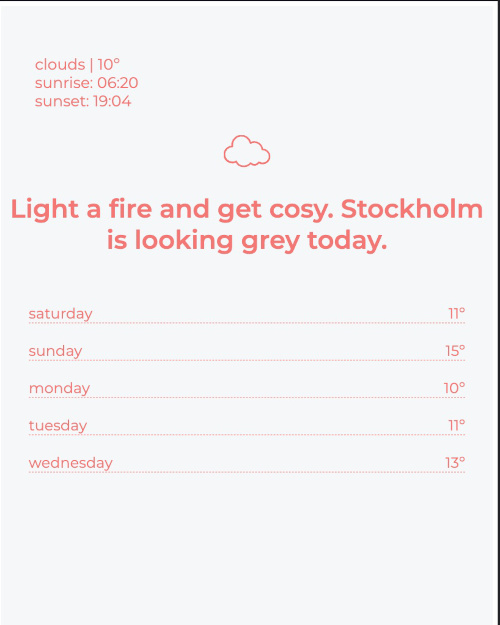 clouds | 10°
sunrise: 06:20
sunset: 19:04
Light a fire and get cosy. Stockholm
is looking grey today.
saturday 11°
sunday 15°
monday 10°
tuesday 11°
wednesday 13°